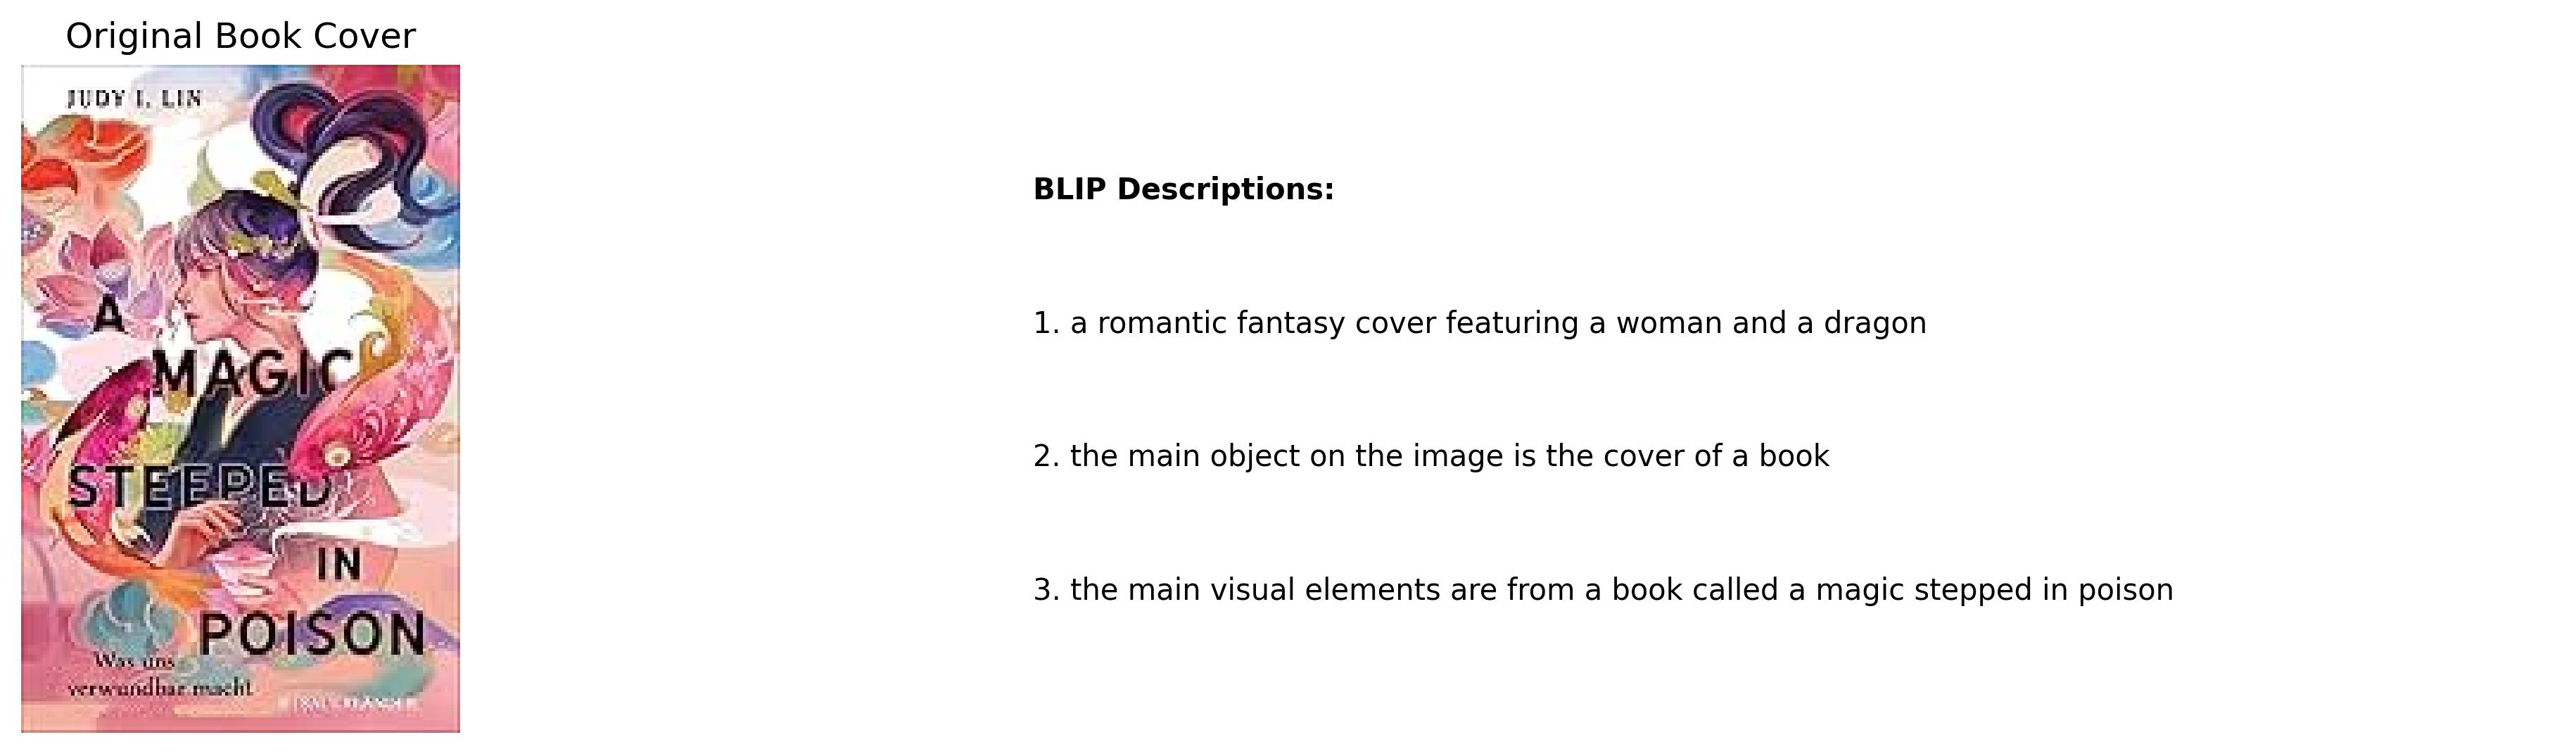 Original Book Cover
JUDY I. LIN
A
MAGIC
STEEPED
IN
POISON
Was uns
verwundbar macht
BLIP Descriptions:
1. a romantic fantasy cover featuring a woman and a dragon
2. the main object on the image is the cover of a book
3. the main visual elements are from a book called a magic stepped in poison